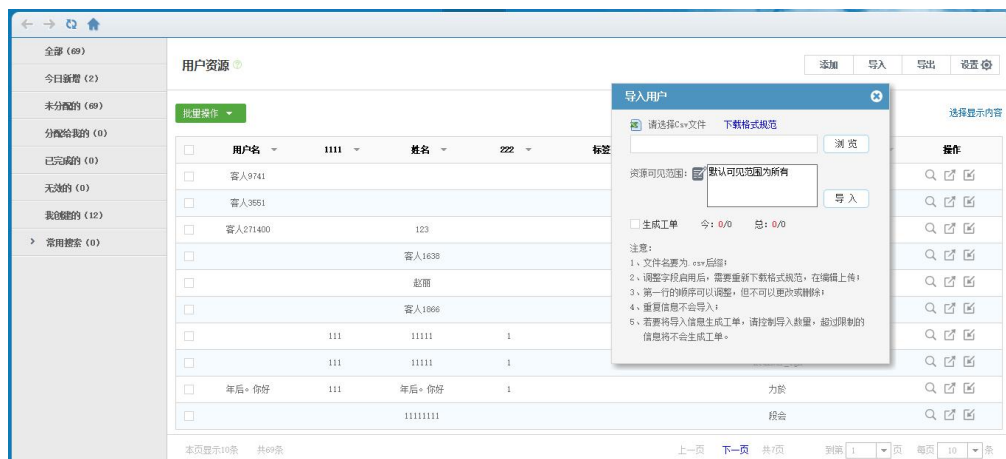 全部 (69)
今日新增 (2)
未分配的 (69)
分配给我的 (0)
已完成的 (0)
无效的 (0)
我创建的 (12)
常用搜索 (0)
用户资源
添加 导入 导出 设置
批量操作
选择显示内容
用户名 1111 姓名 222 标签 操作
客人9741
客人3551
客人271400 123
客人1638
赵丽
客人1866
111 11111 1
111 11111 1
年后。你好 111 年后。你好 1 力於
11111111 段会
本页显示10条 共69条 上一页 下一页 共7页 到第 1 页 每页 10 条
导入用户
请选择Csv文件 下载格式规范
浏览
资源可见范围: 默认可见范围为所有
导入
生成工单 今: 0/0 总: 0/0
注意:
1、文件名要为.csv后缀;
2、调整字段启用后，需要重新下载格式规范，在编辑上传;
3、第一行的顺序可以调整，但不可以更改或删除;
4、重复信息不会导入;
5、若要将导入信息生成工单，请控制导入数量，超过限制的
信息将不会生成工单。